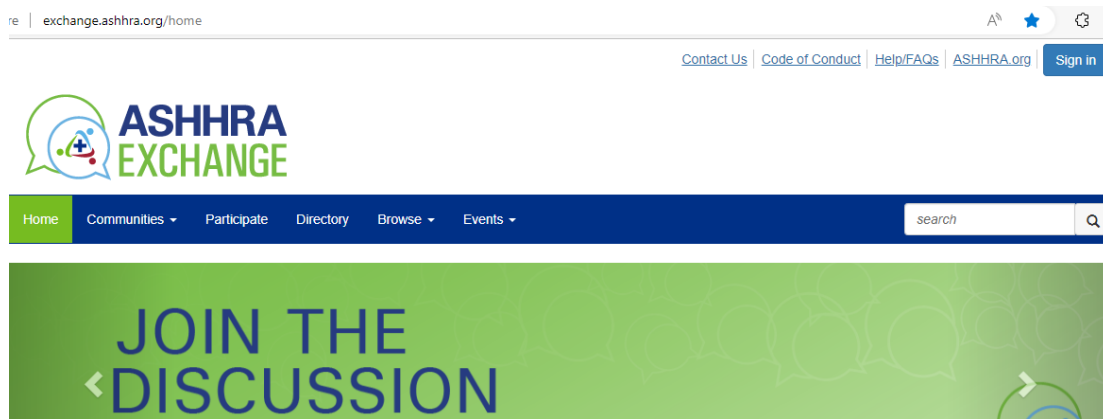 re | exchange.ashhra.org/home
Contact Us | Code of Conduct | Help/FAQs | ASHHRA.org | Sign in
ASHHRA
EXCHANGE
Home Communities Participate Directory Browse Events search
JOIN THE
DISCUSSION